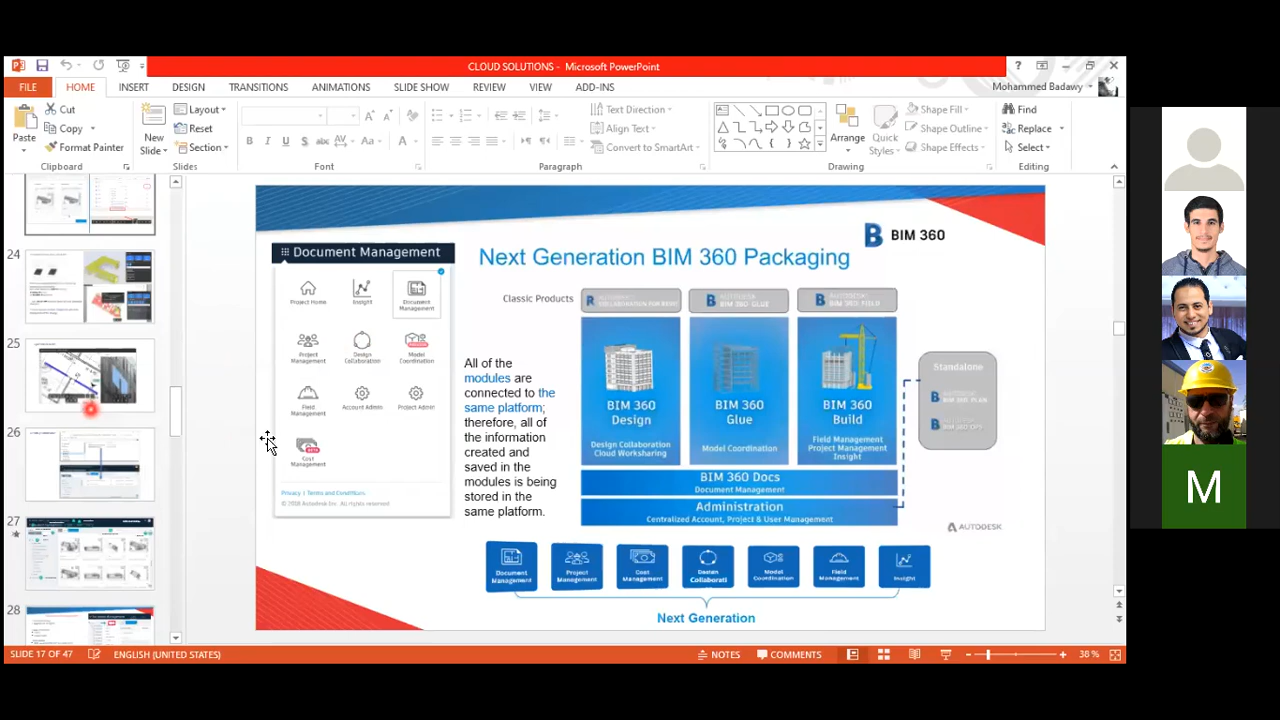 CLOUD SOLUTIONS - Microsoft PowerPoint
?
FILE
HOME
INSERT
DESIGN
TRANSITIONS
ANIMATIONS
SLIDE SHOW
REVIEW
VIEW
ADD-INS
Mohammed Badawy
Paste
Cut
Copy
Format Painter
Clipboard
New
Slide
Layout
Reset
Section
Slides
B I U S abc AV Aa A
Font
Text Direction
Align Text
Convert to SmartArt
Paragraph
Arrange
Quick
Styles
Shape Fill
Shape Outline
Shape Effects
Drawing
Find
Replace
Select
Editing
24
25
26
27
28
Document Management
Project Home
Insight
Document
Management
Project
Management
Design
Collaboration
Model
Coordination
Field
Management
Account Admin
Project Admin
BETA
Cost
Management
Privacy | Terms and Conditions
© 2018 Autodesk Inc. All rights reserved
Next Generation BIM 360 Packaging
B BIM 360
Classic Products
R AUTODESK
COLLABORATION FOR REVIT
B AUTODESK
BIM 360 GLUE
B AUTODESK
BIM 360 FIELD
All of the
modules are
connected to the
same platform;
therefore, all of
the information
created and
saved in the
modules is being
stored in the
same platform.
BIM 360
Design
Design Collaboration
Cloud Worksharing
BIM 360
Glue
Model Coordination
BIM 360
Build
Field Management
Project Management
Insight
Standalone
B AUTODESK
BIM 360 PLAN
B AUTODESK
BIM 360 OPS
BIM 360 Docs
Document Management
Administration
Centralized Account, Project & User Management
AUTODESK
Document
Management
Project
Management
Cost
Management
Design
Collaborati
Model
Coordination
Field
Management
Insight
Next Generation
SLIDE 17 OF 47
ENGLISH (UNITED STATES)
NOTES
COMMENTS
38 %
M